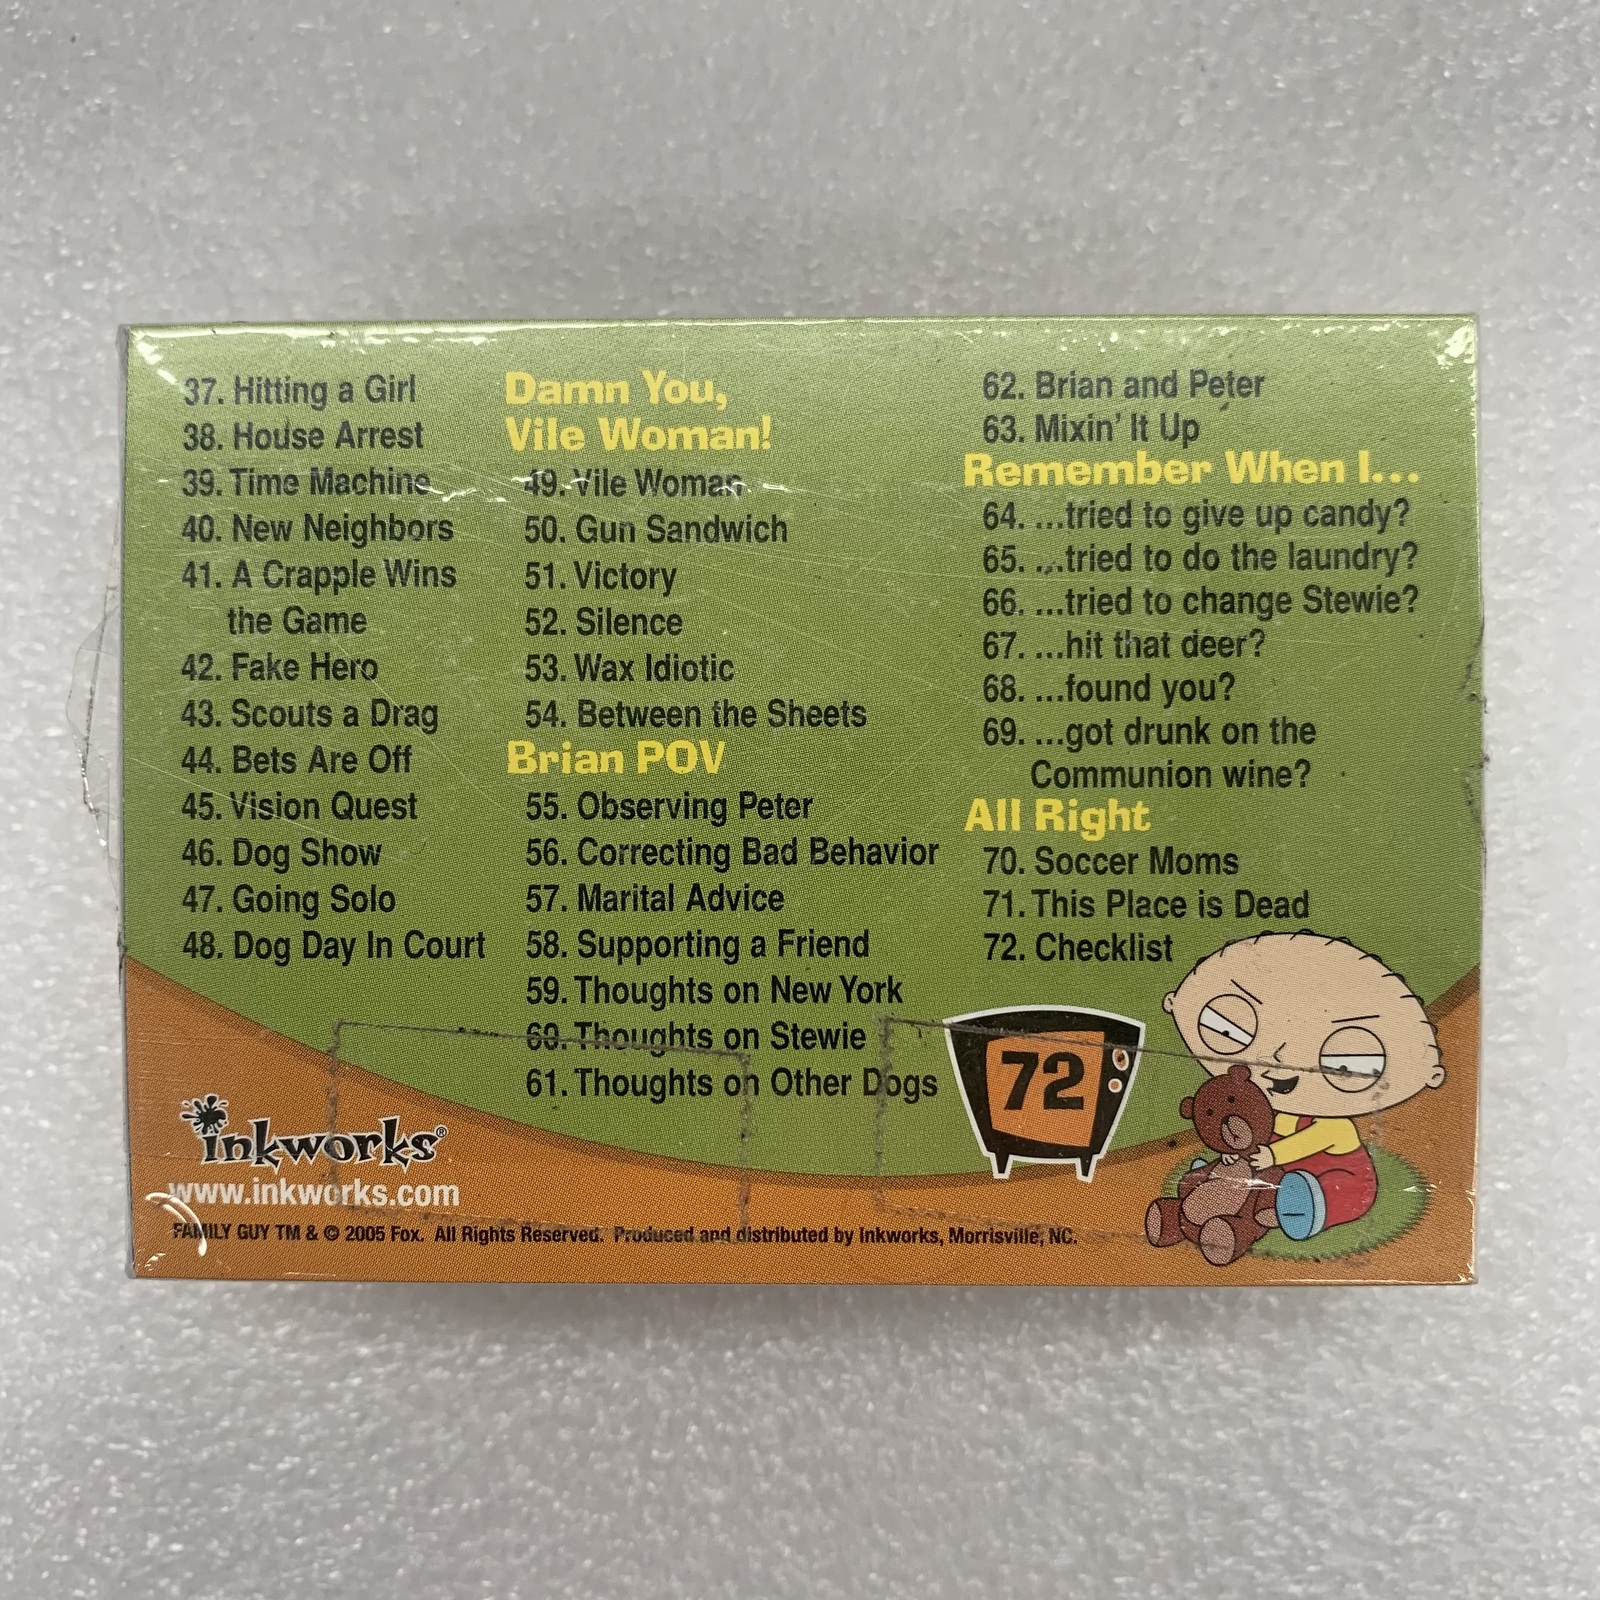 37. Hitting a Girl
38. House Arrest
39. Time Machine
40. New Neighbors
41. A Crapple Wins
the Game
42. Fake Hero
43. Scouts a Drag
44. Bets Are Off
45. Vision Quest
46. Dog Show
47. Going Solo
48. Dog Day In Court
Damn You,
Vile Woman!
49. Vile Woman
50. Gun Sandwich
51. Victory
52. Silence
53. Wax Idiotic
54. Between the Sheets
Brian POV
55. Observing Peter
56. Correcting Bad Behavior
57. Marital Advice
58. Supporting a Friend
59. Thoughts on New York
60. Thoughts on Stewie
61. Thoughts on Other Dogs
62. Brian and Peter
63. Mixin' It Up
Remember When I...
64. ...tried to give up candy?
65. ...tried to do the laundry?
66. ...tried to change Stewie?
67. ...hit that deer?
68. ...found you?
69. ...got drunk on the
Communion wine?
All Right
70. Soccer Moms
71. This Place is Dead
72. Checklist
72
inkworks®
www.inkworks.com
FAMILY GUY TM & © 2005 Fox. All Rights Reserved. Produced and distributed by Inkworks, Morrisville, NC.